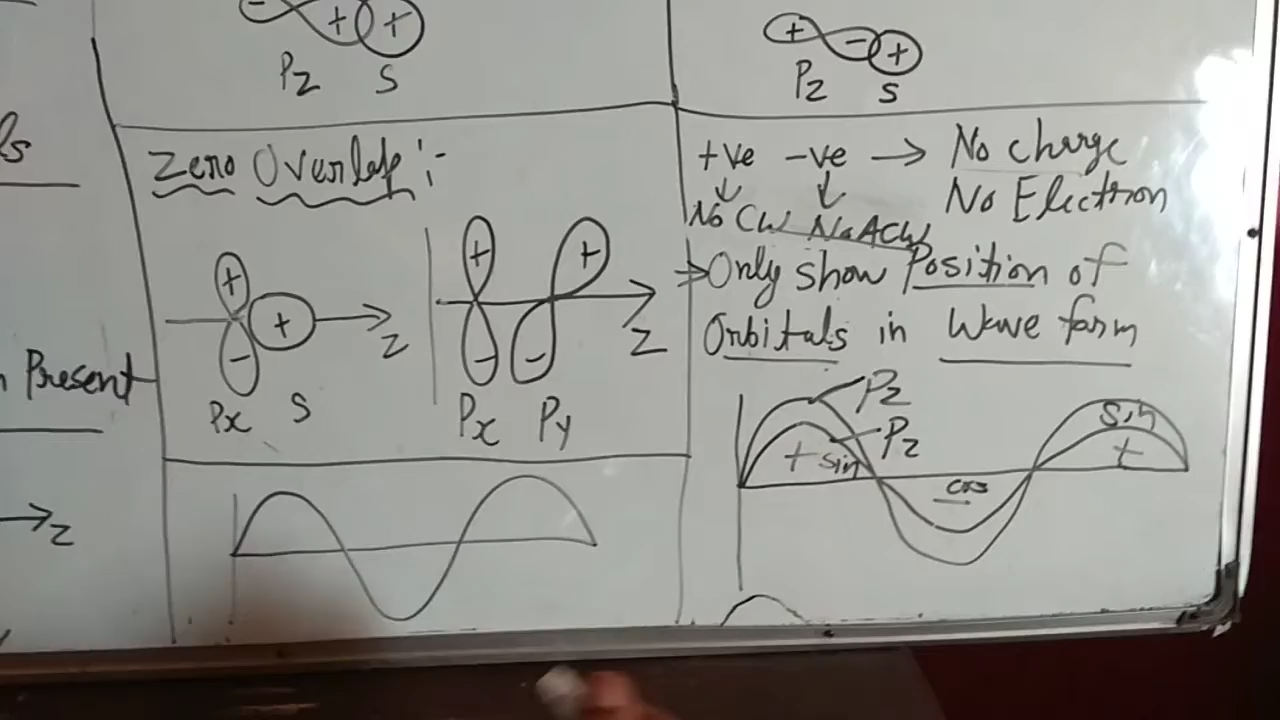 - + +
Pz S
+ - +
Pz s
ls
Zero Overlap :-
+ve -ve → No charge
No Electron
No CW No ACW
→ Only show Position of
Orbitals in Wave form
+ + → Z
-
Px S
+ + Z
- -
Px Py
Present
→ z
Pz
Pz
+ sin
cos
sin
+